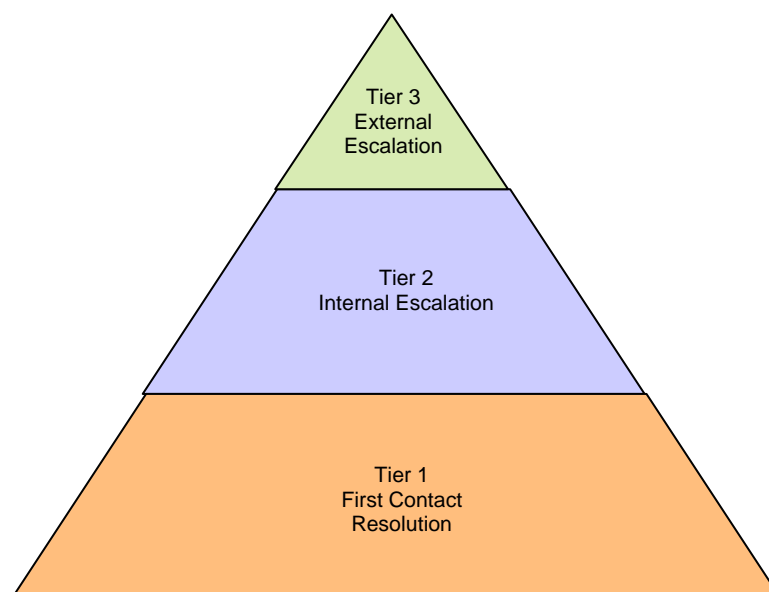 Tier 3
External
Escalation
Tier 2
Internal Escalation
Tier 1
First Contact
Resolution